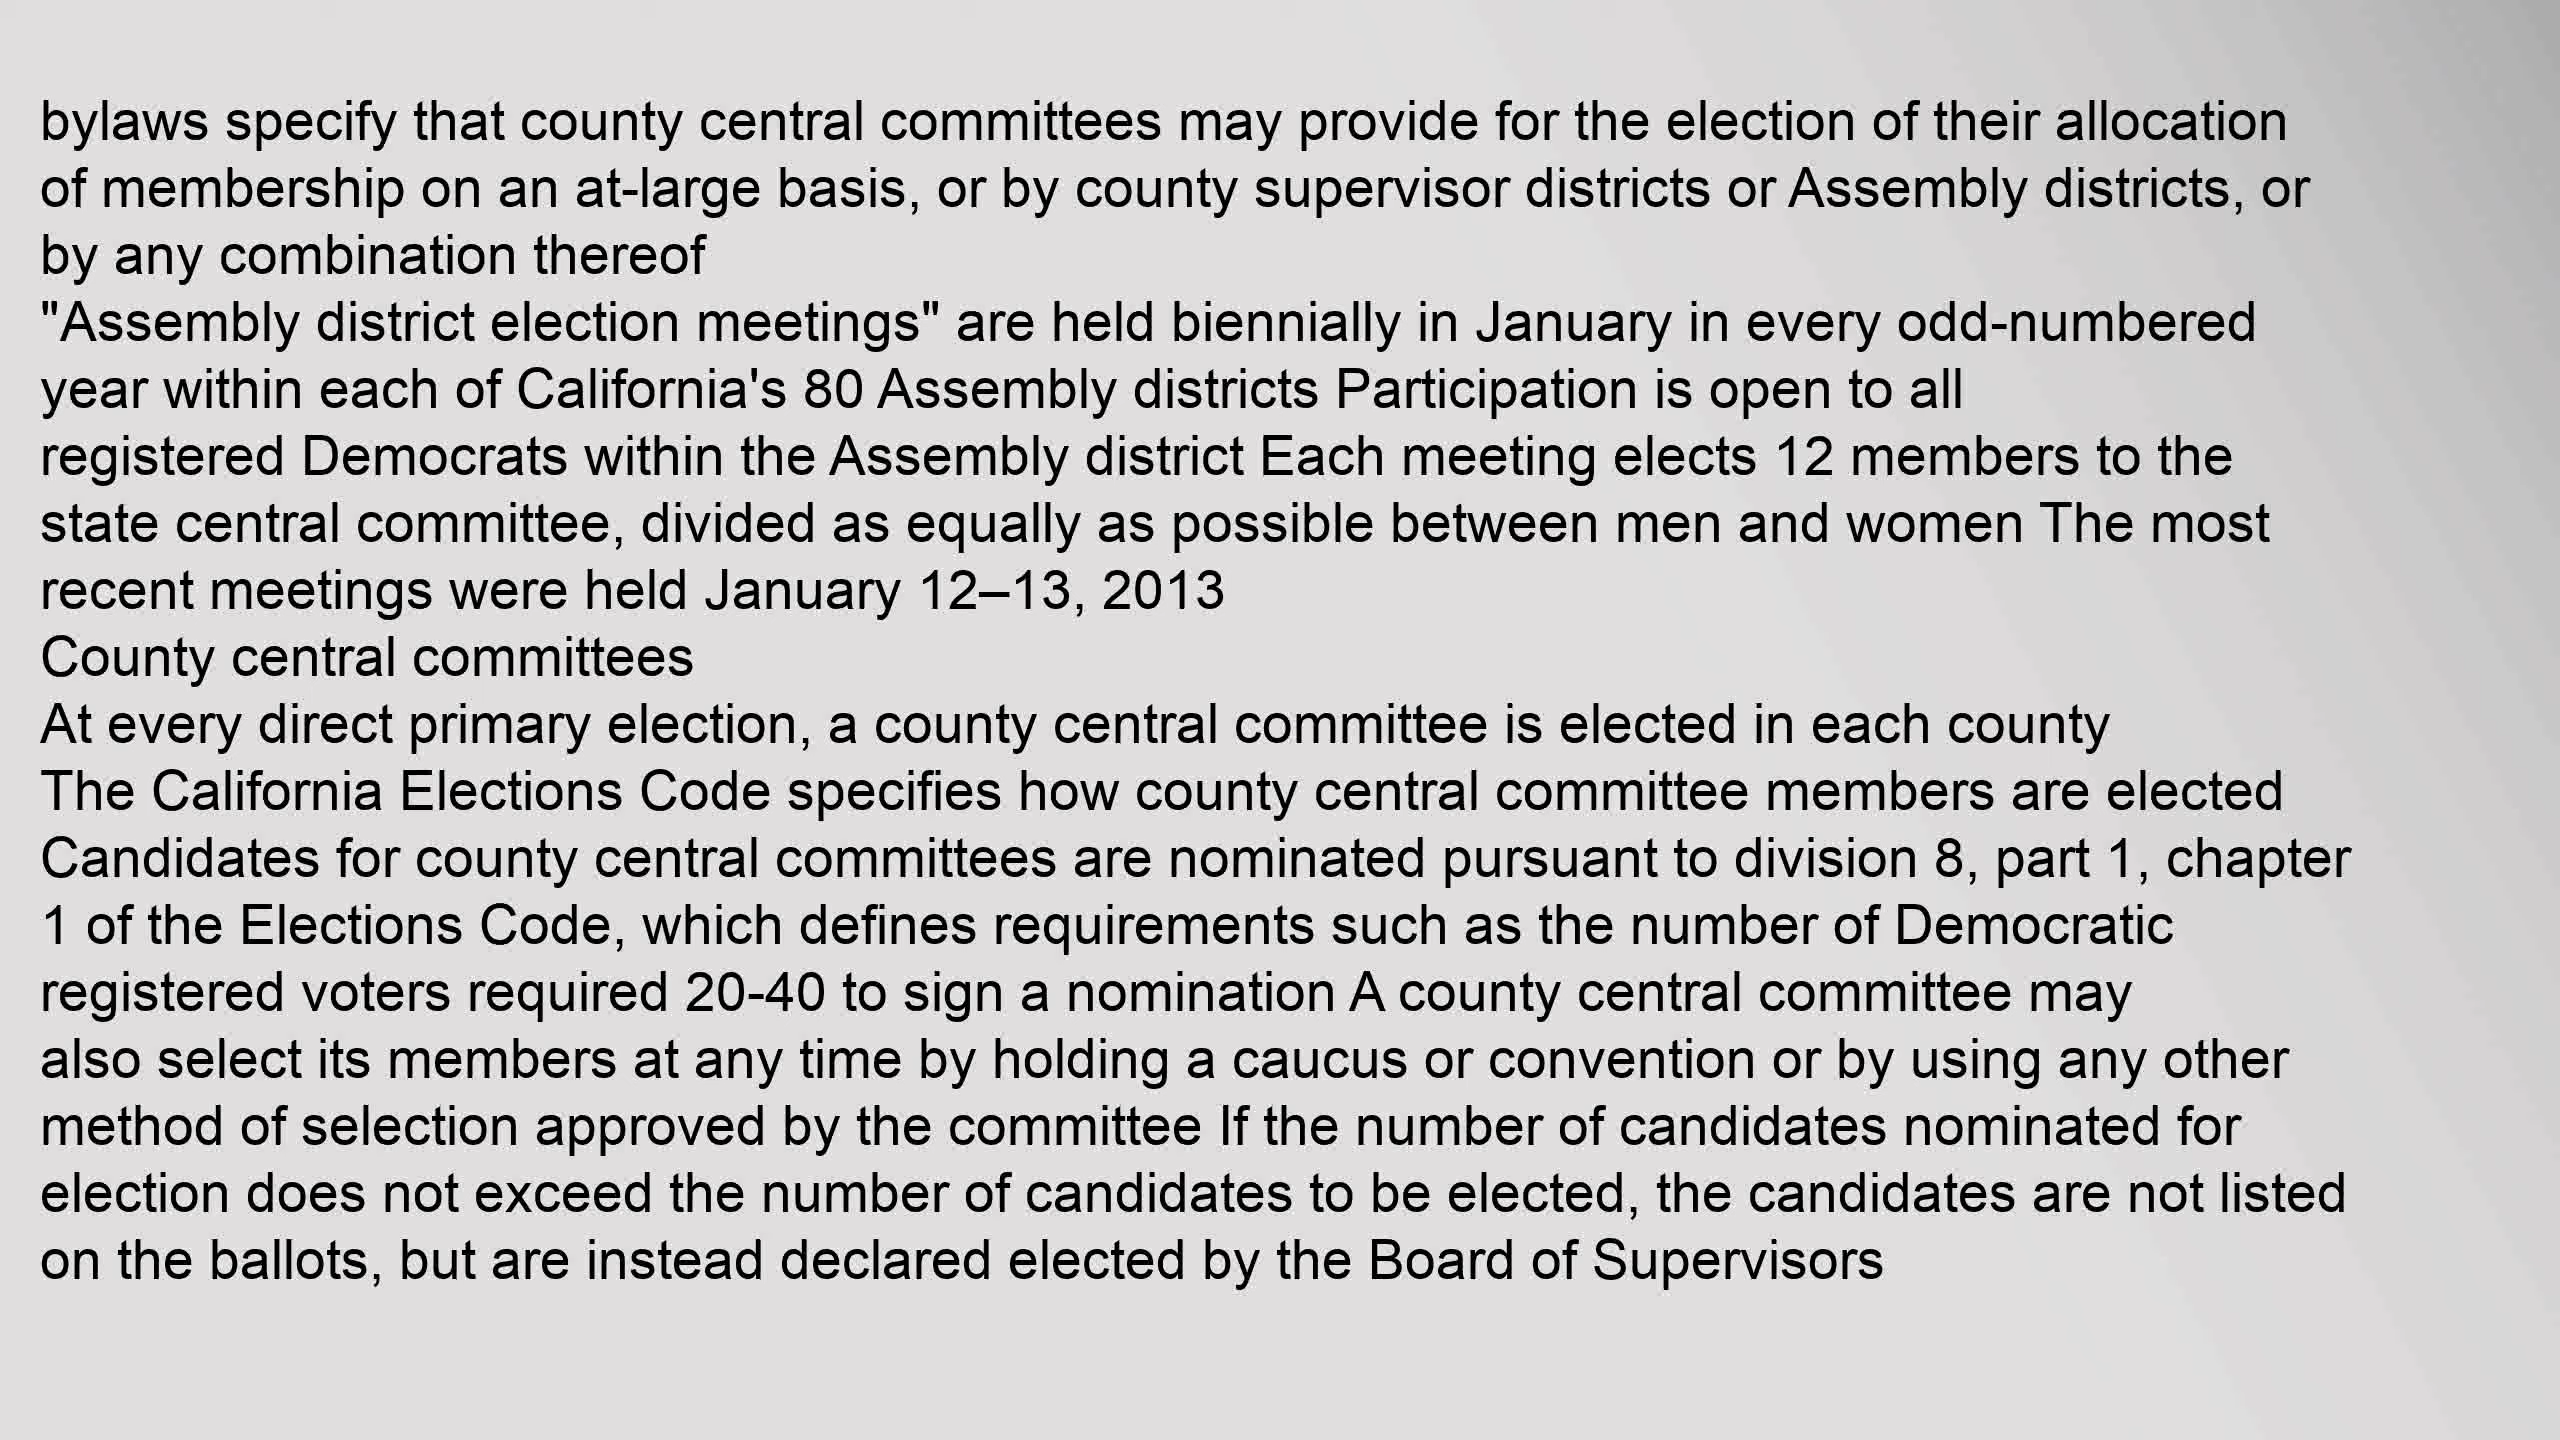 bylaws specify that county central committees may provide for the election of their allocation
of membership on an at-large basis, or by county supervisor districts or Assembly districts, or
by any combination thereof
"Assembly district election meetings" are held biennially in January in every odd-numbered
year within each of California's 80 Assembly districts Participation is open to all
registered Democrats within the Assembly district Each meeting elects 12 members to the
state central committee, divided as equally as possible between men and women The most
recent meetings were held January 12–13, 2013
County central committees
At every direct primary election, a county central committee is elected in each county
The California Elections Code specifies how county central committee members are elected
Candidates for county central committees are nominated pursuant to division 8, part 1, chapter
1 of the Elections Code, which defines requirements such as the number of Democratic
registered voters required 20-40 to sign a nomination A county central committee may
also select its members at any time by holding a caucus or convention or by using any other
method of selection approved by the committee If the number of candidates nominated for
election does not exceed the number of candidates to be elected, the candidates are not listed
on the ballots, but are instead declared elected by the Board of Supervisors